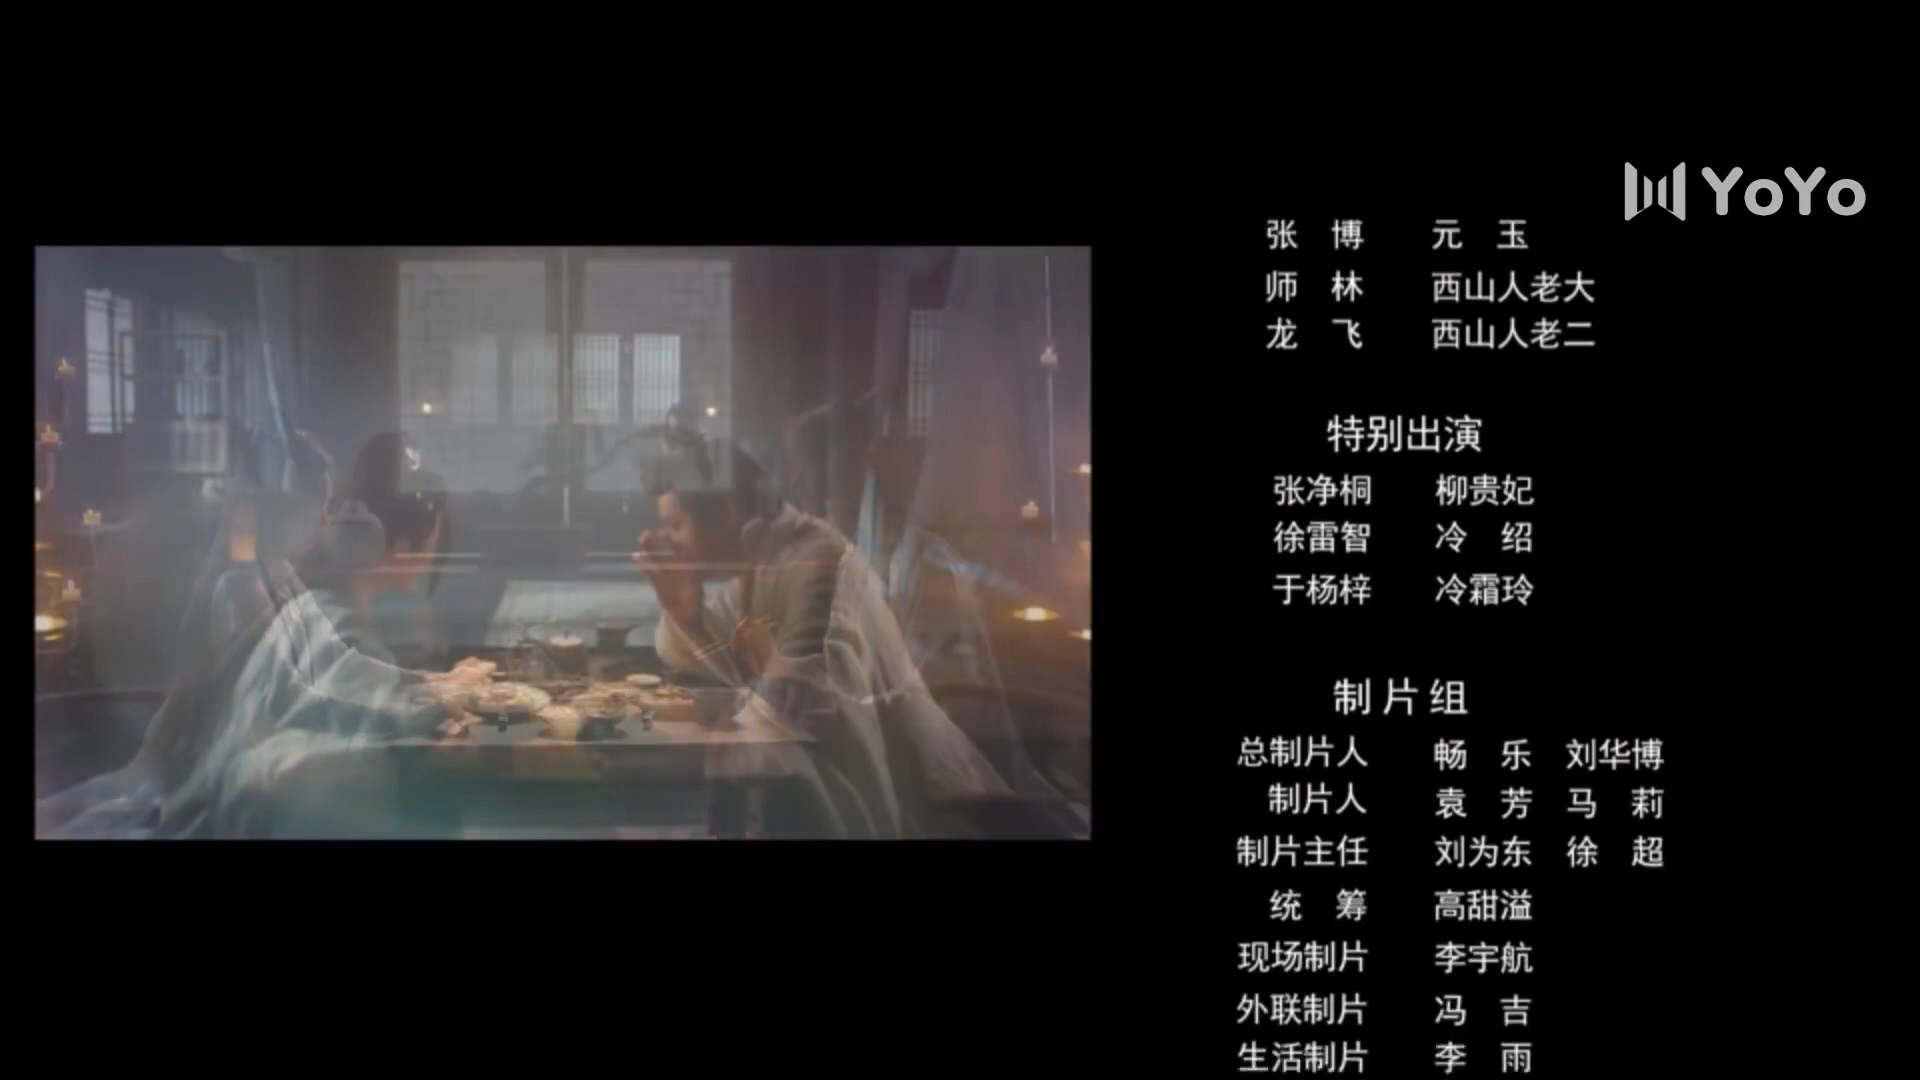 YoYo
张 博 元 玉
师 林 西山人老大
龙 飞 西山人老二
特别出演
张净桐 柳贵妃
徐雷智 冷 绍
于杨梓 冷霜玲
制片组
总制片人 畅 乐 刘华博
制片人 袁 芳 马 莉
制片主任 刘为东 徐 超
统 筹 高甜溢
现场制片 李宇航
外联制片 冯 吉
生活制片 李 雨